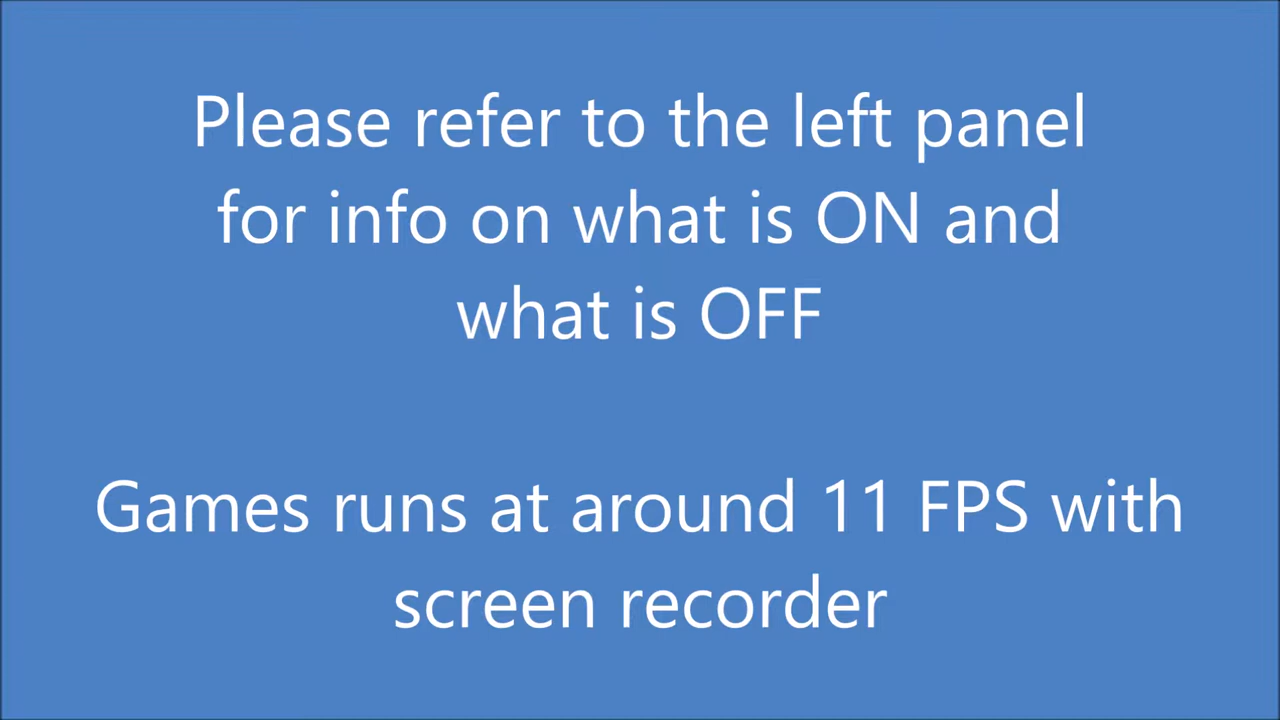 Please refer to the left panel
for info on what is ON and
what is OFF
Games runs at around 11 FPS with
screen recorder